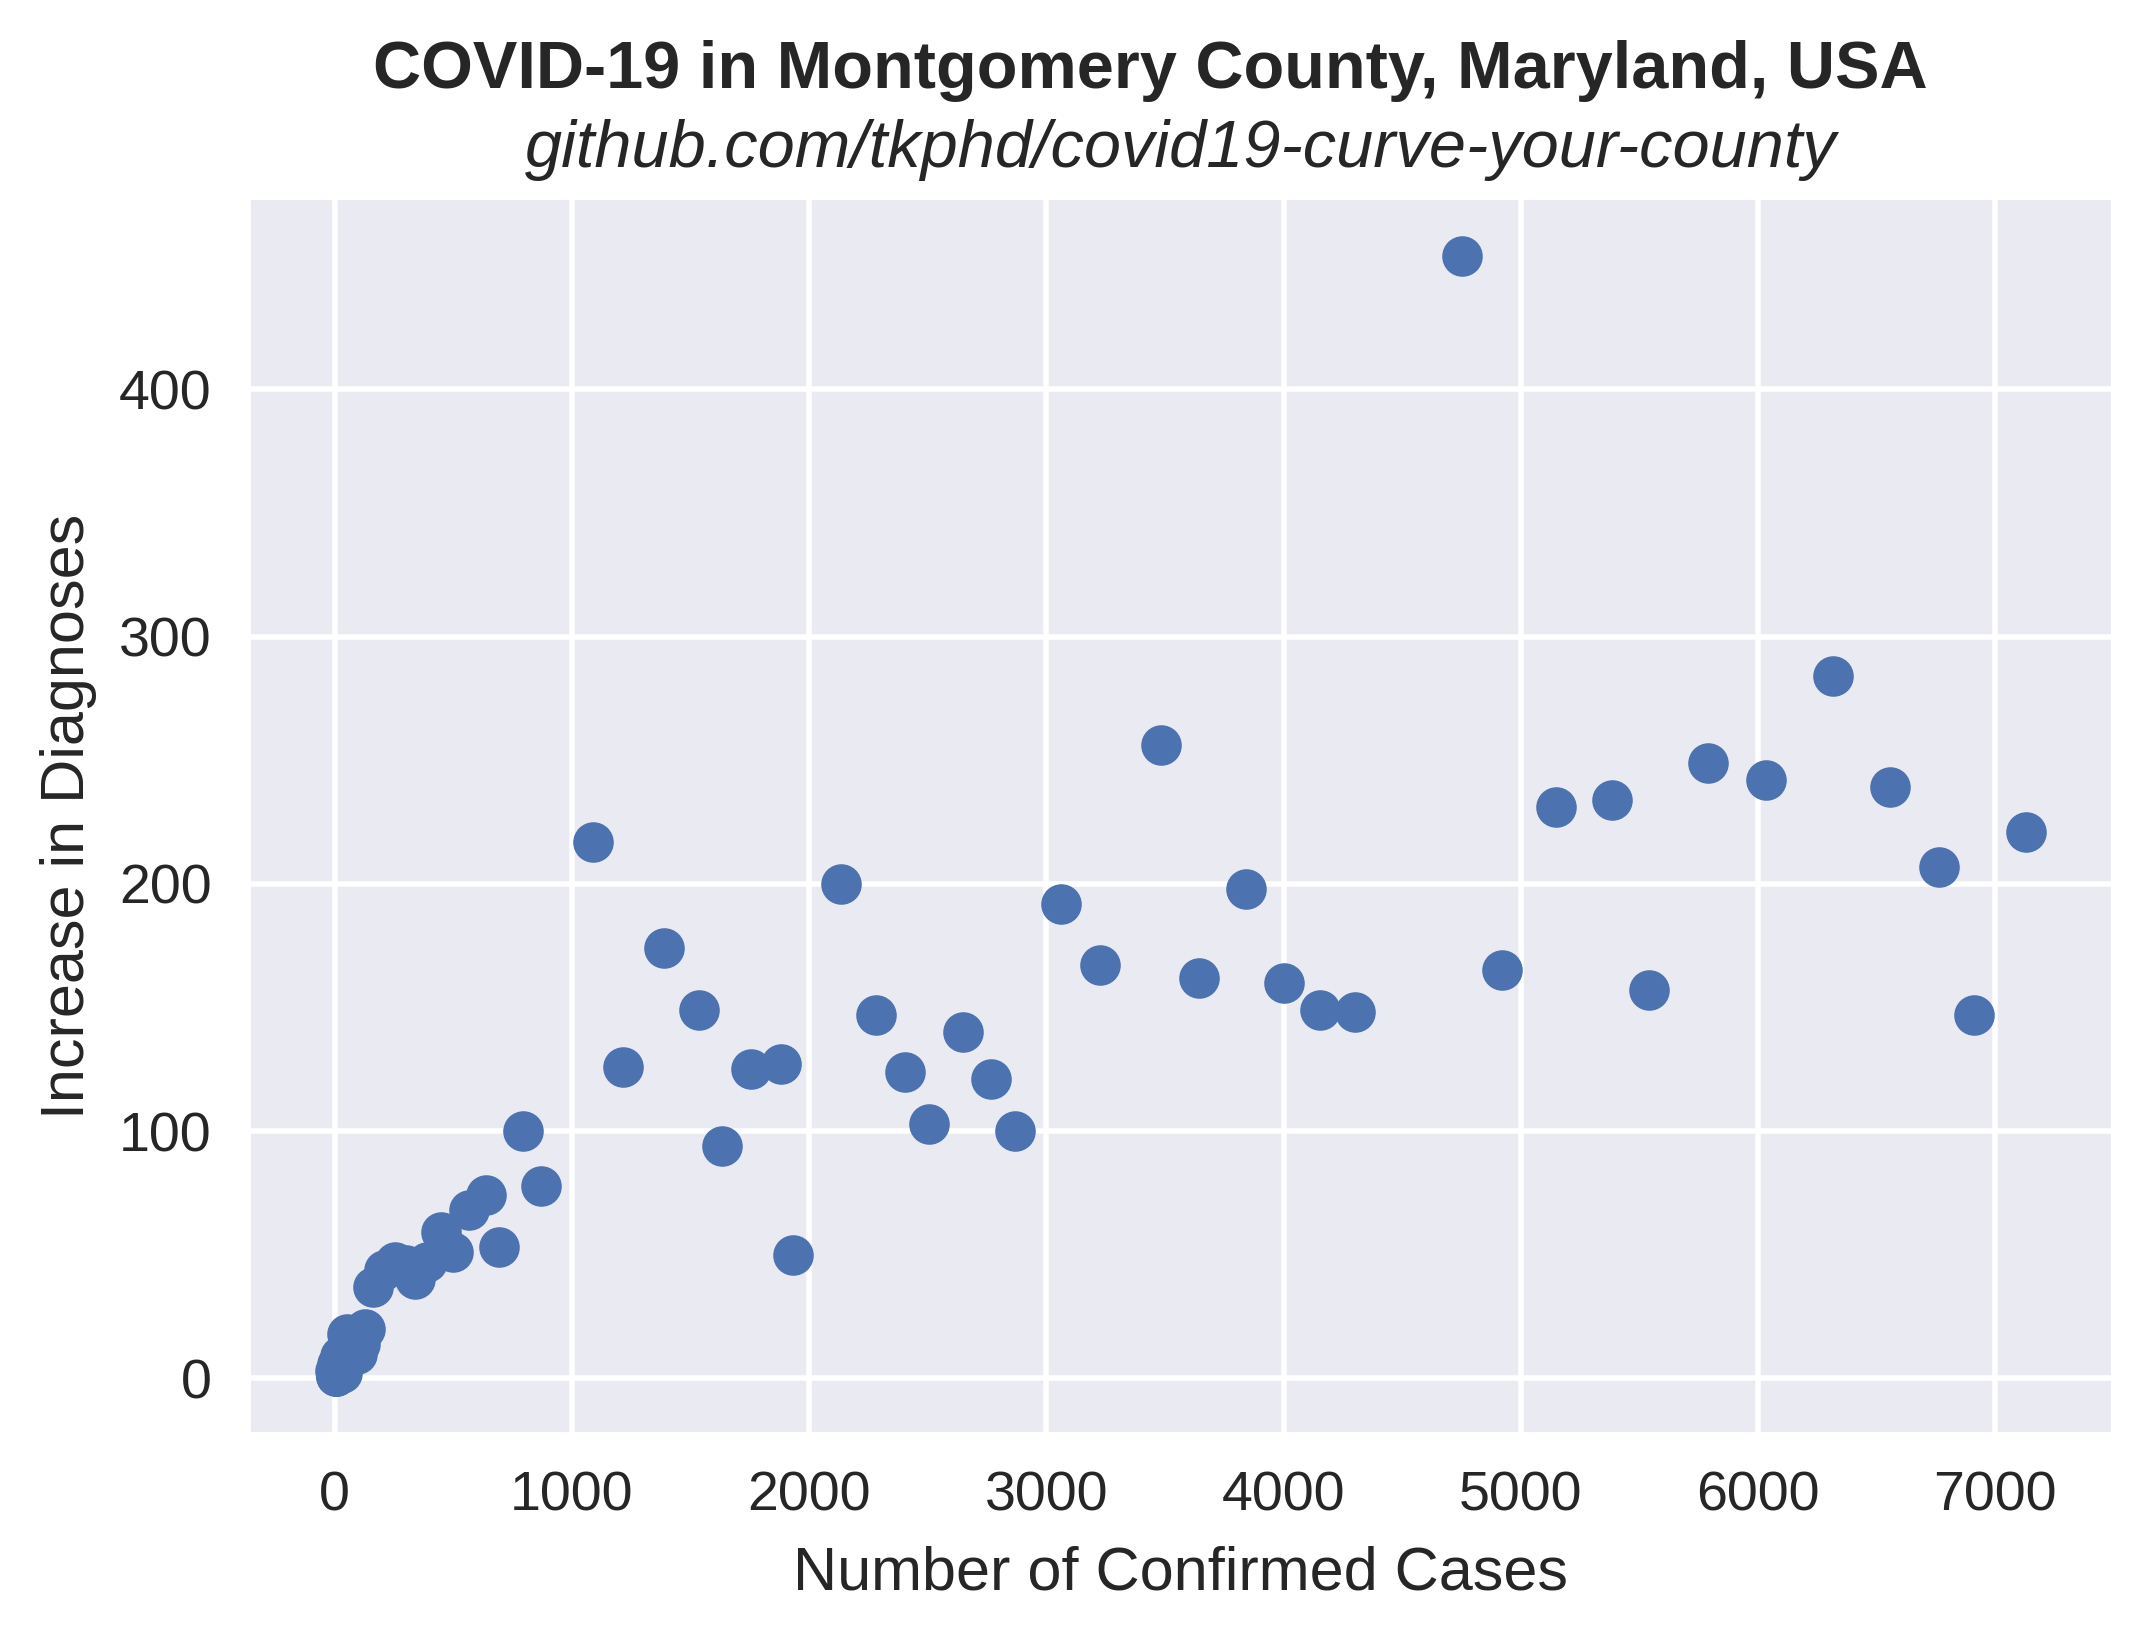 COVID-19 in Montgomery County, Maryland, USA
github.com/tkphd/covid19-curve-your-county
Increase in Diagnoses
400
300
200
100
0
0 1000 2000 3000 4000 5000 6000 7000
Number of Confirmed Cases